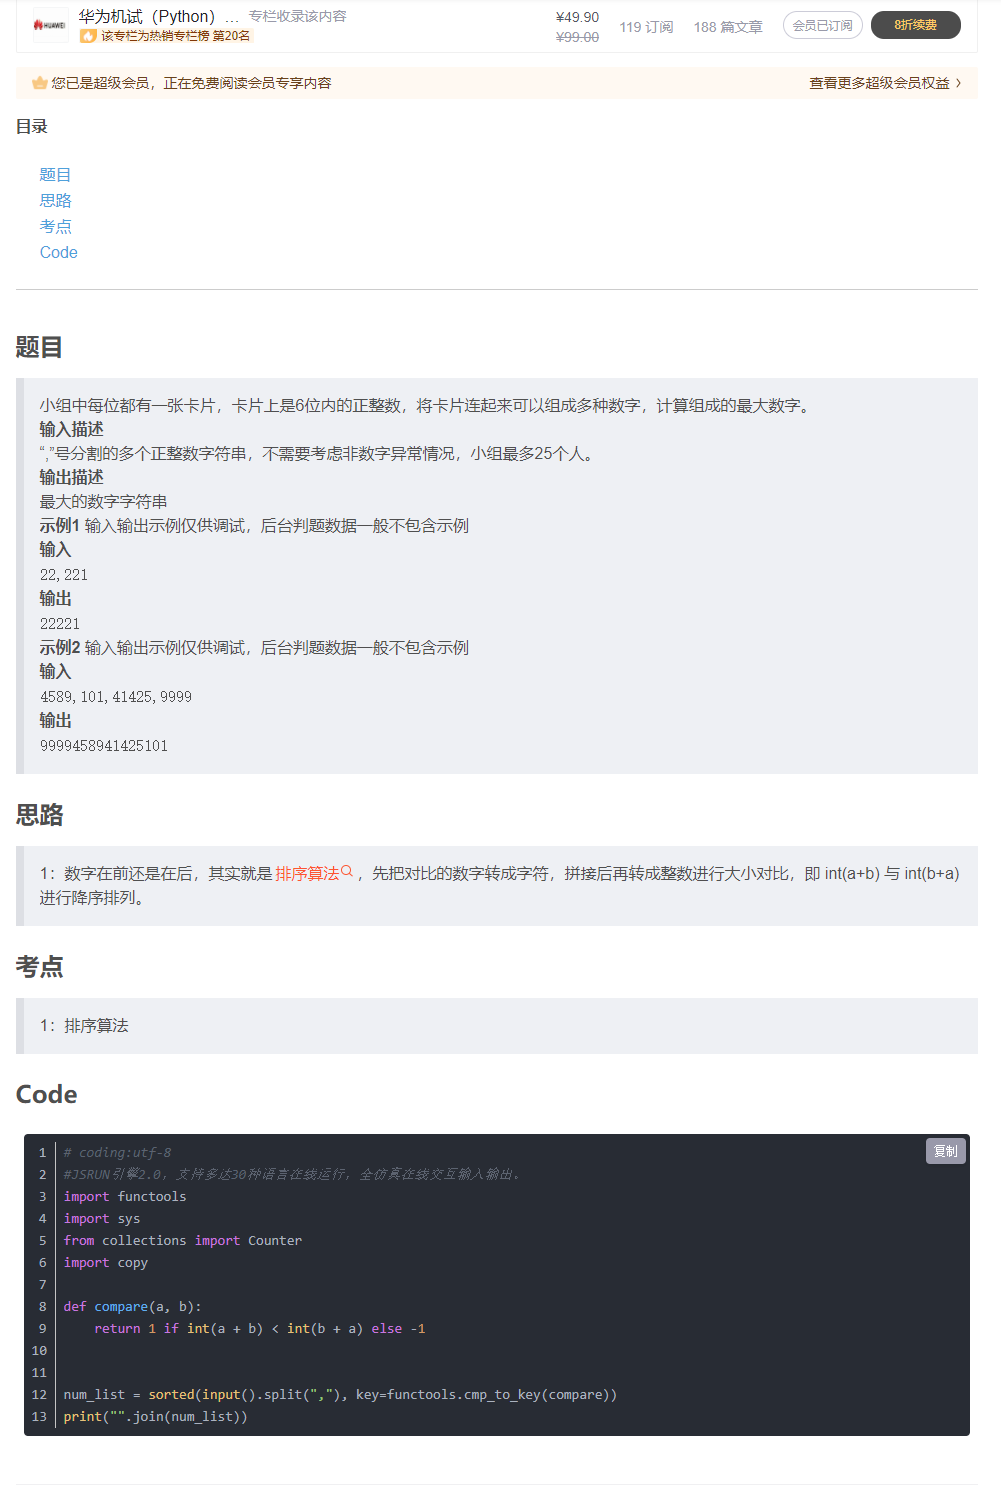 HUAWEI
华为机试（Python）... 专栏收录该内容
该专栏为热销专栏榜 第20名
¥49.90
¥99.00
119 订阅 188 篇文章
会员已订阅
8折续费
您已是超级会员，正在免费阅读会员专享内容
查看更多超级会员权益 >
目录
题目
思路
考点
Code
题目
小组中每位都有一张卡片，卡片上是6位内的正整数，将卡片连起来可以组成多种数字，计算组成的最大数字。
输入描述
“,”号分割的多个正整数字符串，不需要考虑非数字异常情况，小组最多25个人。
输出描述
最大的数字字符串
示例1 输入输出示例仅供调试，后台判题数据一般不包含示例
输入
22,221
输出
22221
示例2 输入输出示例仅供调试，后台判题数据一般不包含示例
输入
4589,101,41425,9999
输出
9999458941425101
思路
1：数字在前还是在后，其实就是排序算法，先把对比的数字转成字符，拼接后再转成整数进行大小对比，即 int(a+b) 与 int(b+a)
进行降序排列。
考点
1：排序算法
Code
复制
1 # coding:utf-8
2 #JSRUN引擎2.0，支持多达30种语言在线运行，全仿真在线交互输入输出。
3 import functools
4 import sys
5 from collections import Counter
6 import copy
7
8 def compare(a, b):
9     return 1 if int(a + b) < int(b + a) else -1
10
11
12 num_list = sorted(input().split(","), key=functools.cmp_to_key(compare))
13 print("".join(num_list))